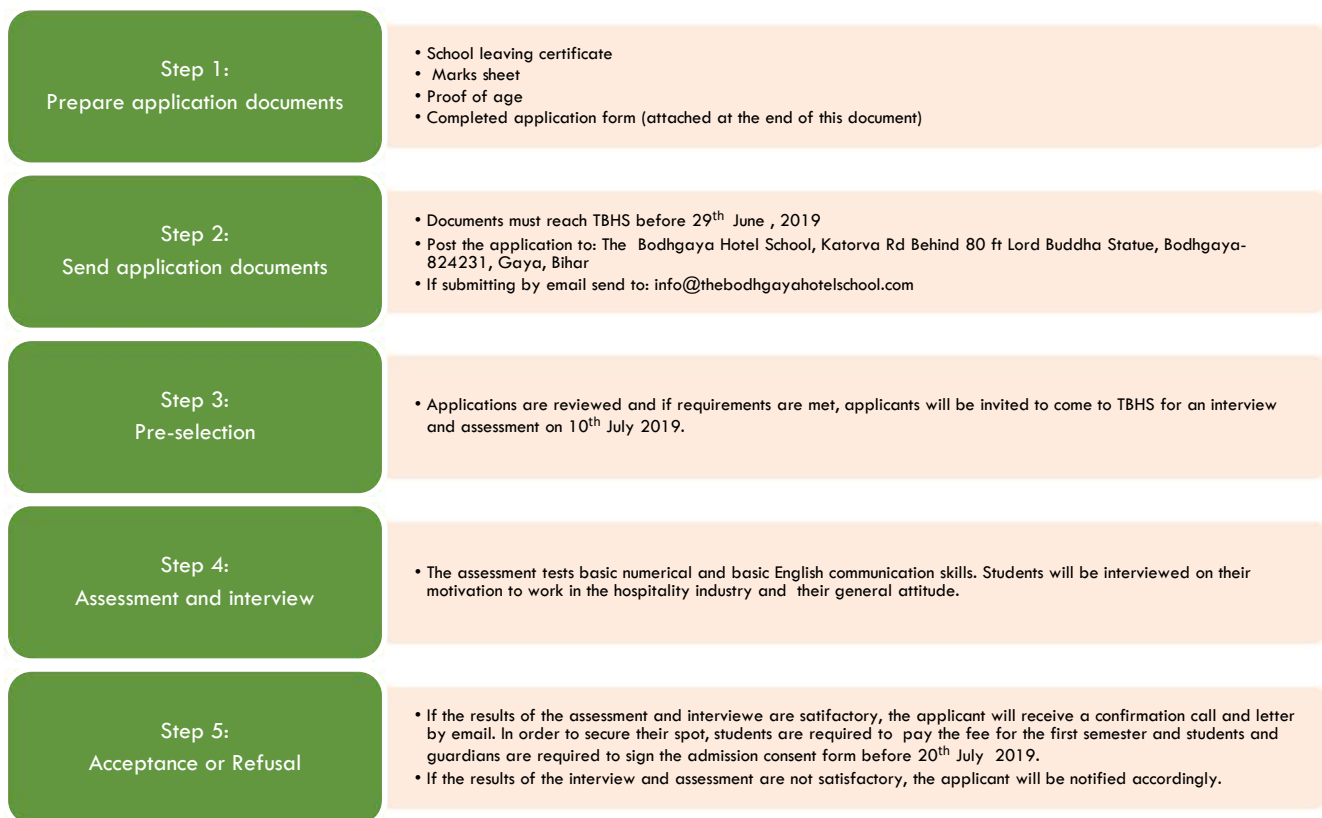 Step 1:
Prepare application documents
• School leaving certificate
• Marks sheet
• Proof of age
• Completed application form (attached at the end of this document)
Step 2:
Send application documents
• Documents must reach TBHS before 29th June , 2019
• Post the application to: The Bodhgaya Hotel School, Katorva Rd Behind 80 ft Lord Buddha Statue, Bodhgaya-
824231, Gaya, Bihar
• If submitting by email send to: info@thebodhgayahotelschool.com
Step 3:
Pre-selection
• Applications are reviewed and if requirements are met, applicants will be invited to come to TBHS for an interview
and assessment on 10th July 2019.
Step 4:
Assessment and interview
• The assessment tests basic numerical and basic English communication skills. Students will be interviewed on their
motivation to work in the hospitality industry and their general attitude.
Step 5:
Acceptance or Refusal
• If the results of the assessment and interviewe are satifactory, the applicant will receive a confirmation call and letter
by email. In order to secure their spot, students are required to pay the fee for the first semester and students and
guardians are required to sign the admission consent form before 20th July 2019.
• If the results of the interview and assessment are not satisfactory, the applicant will be notified accordingly.